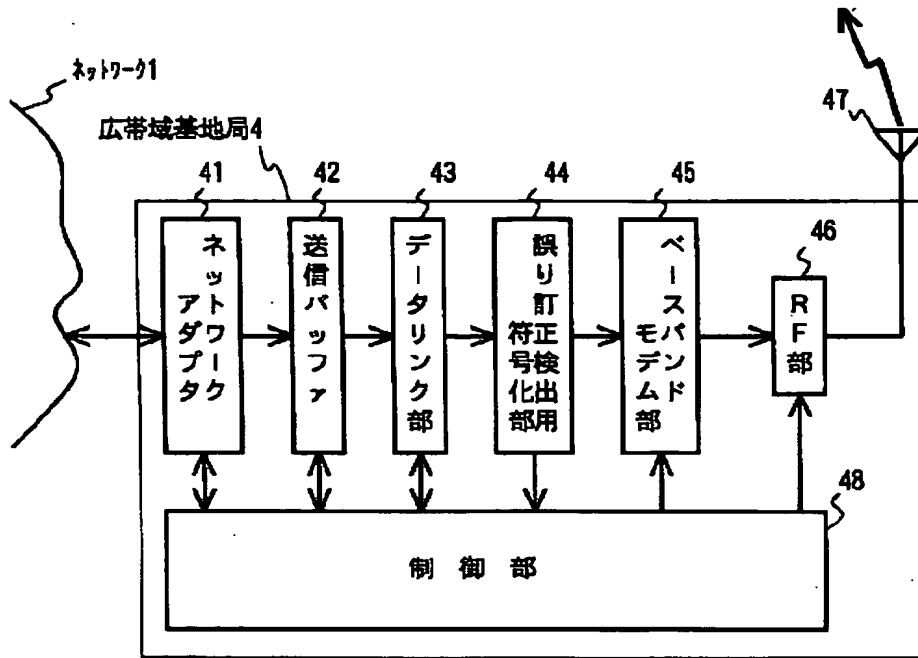 ネットワーク1
広帯域基地局4
41
42
43
44
45
46
47
48
ネットワーク
アダプタ
送信バッファ
データリンク部
誤り訂正検出用
符号化部
ベースバンド
モデム部
RF部
制御部